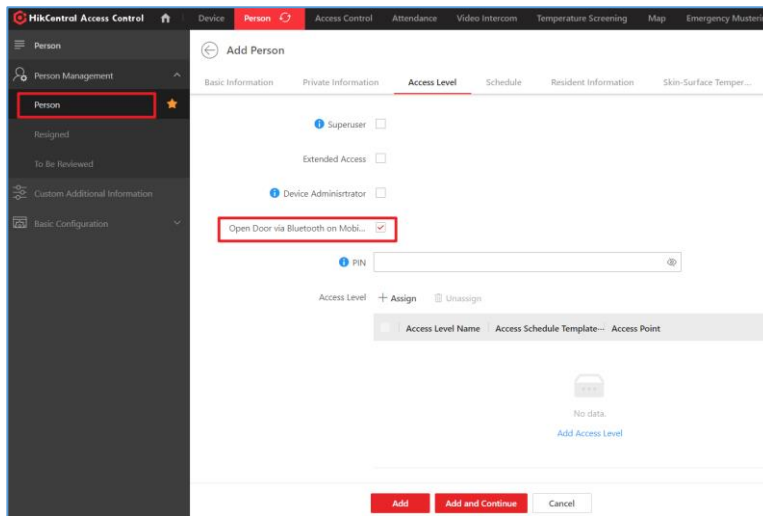 HikCentral Access Control Device Person Access Control Attendance Video Intercom Temperature Screening Map Emergency Musterin
Person
Add Person
Person Management
Basic Information Private Information Access Level Schedule Resident Information Skin-Surface Temper...
Person
Superuser
Resigned
Extended Access
To Be Reviewed
Custom Additional Information
Device Adminisrtrator
Basic Configuration
Open Door via Bluetooth on Mobi...
PIN
Access Level + Assign Unassign
Access Level Name Access Schedule Template... Access Point
No data.
Add Access Level
Add Add and Continue Cancel